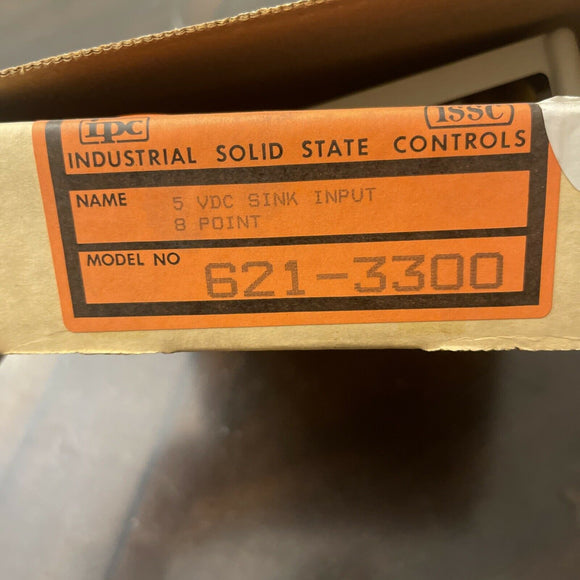 ipc
ISSC
INDUSTRIAL SOLID STATE CONTROLS
NAME 5 VDC SINK INPUT
8 POINT
MODEL NO 621-3300